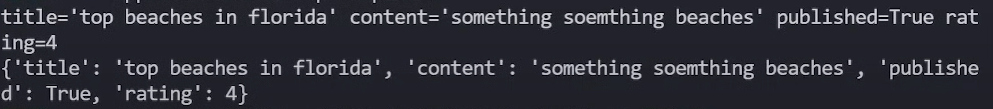 title='top beaches in florida' content='something soemthing beaches' published=True rat
ing=4
{'title': 'top beaches in florida', 'content': 'something soemthing beaches', 'publishe
d': True, 'rating': 4}